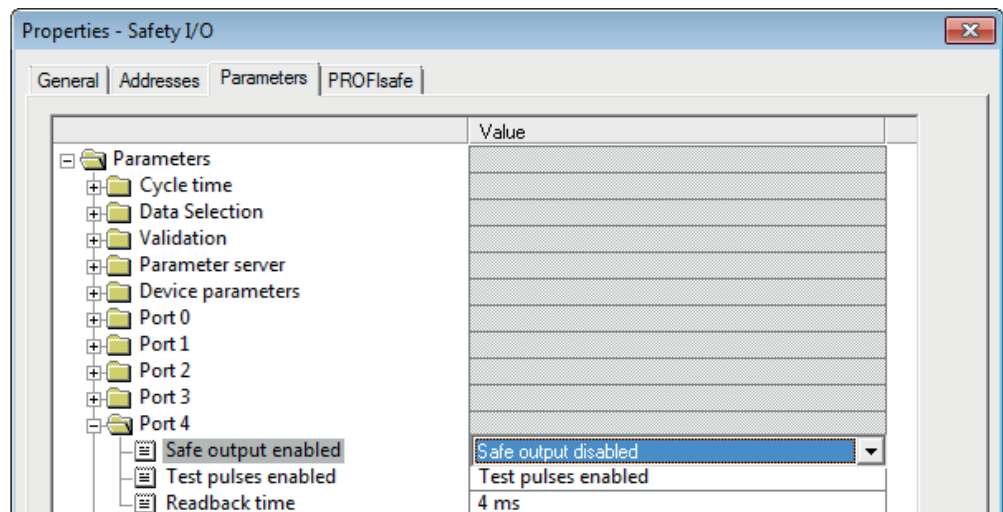 Properties - Safety I/O
General Addresses Parameters PROFIsafe
Value
Parameters
Cycle time
Data Selection
Validation
Parameter server
Device parameters
Port 0
Port 1
Port 2
Port 3
Port 4
Safe output enabled Safe output disabled
Test pulses enabled Test pulses enabled
Readback time 4 ms